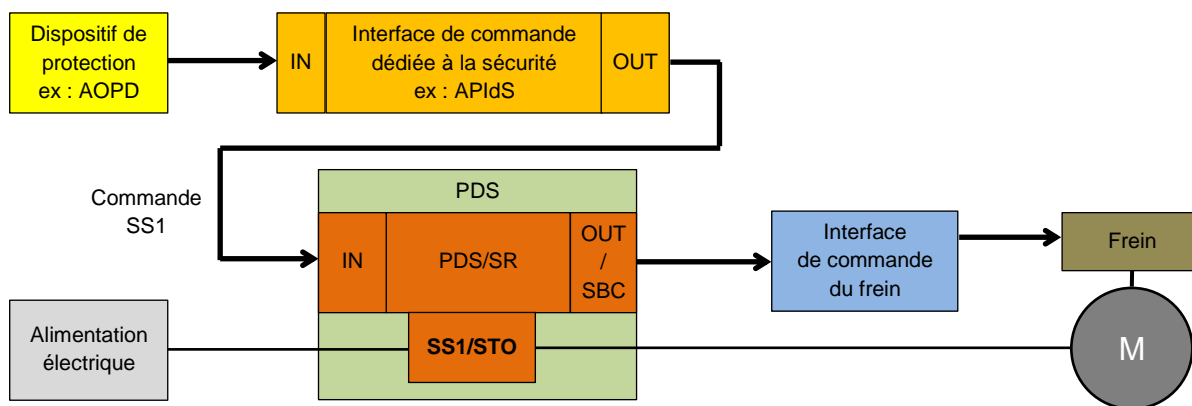 Dispositif de
protection
ex : AOPD
IN
Interface de commande
dédiée à la sécurité
ex : APIdS
OUT
Commande
SS1
PDS
IN
PDS/SR
OUT
/
SBC
Interface
de commande
du frein
Frein
Alimentation
électrique
SS1/STO
M